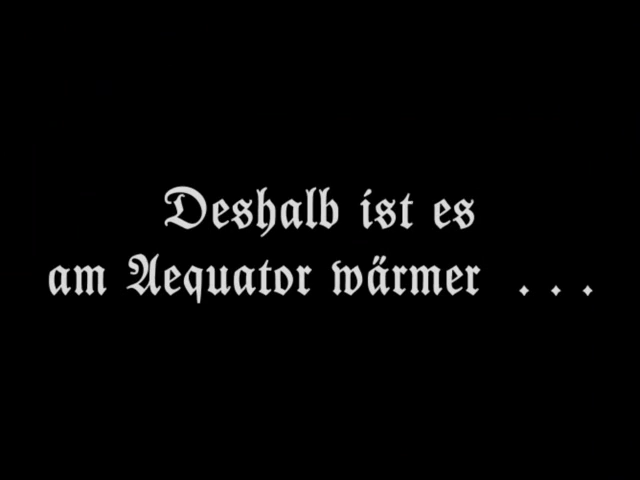 Deshalb ist es
am Aequator wärmer . . .